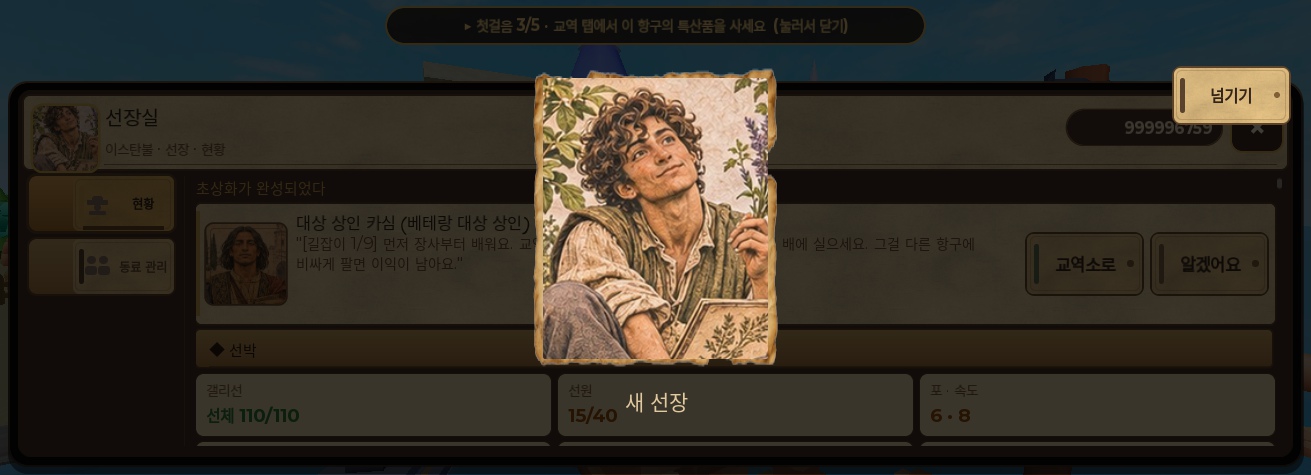 ▸ 첫걸음 3/5 · 교역 탭에서 이 항구의 특산품을 사세요 (눌러서 닫기)
넘기기
선장실
이스탄불 · 선장 · 현황
999996759
×
현황
동료 관리
초상화가 완성되었다
대상 상인 카심 (베테랑 대상 상인)
"[길잡이 1/9] 먼저 장사부터 배워요. 교 배에 실으세요. 그걸 다른 항구에
비싸게 팔면 이익이 남아요."
교역소로
알겠어요
◆ 선박
갤리선
선체 110/110
선원
15/40
포 · 속도
6 · 8
새 선장